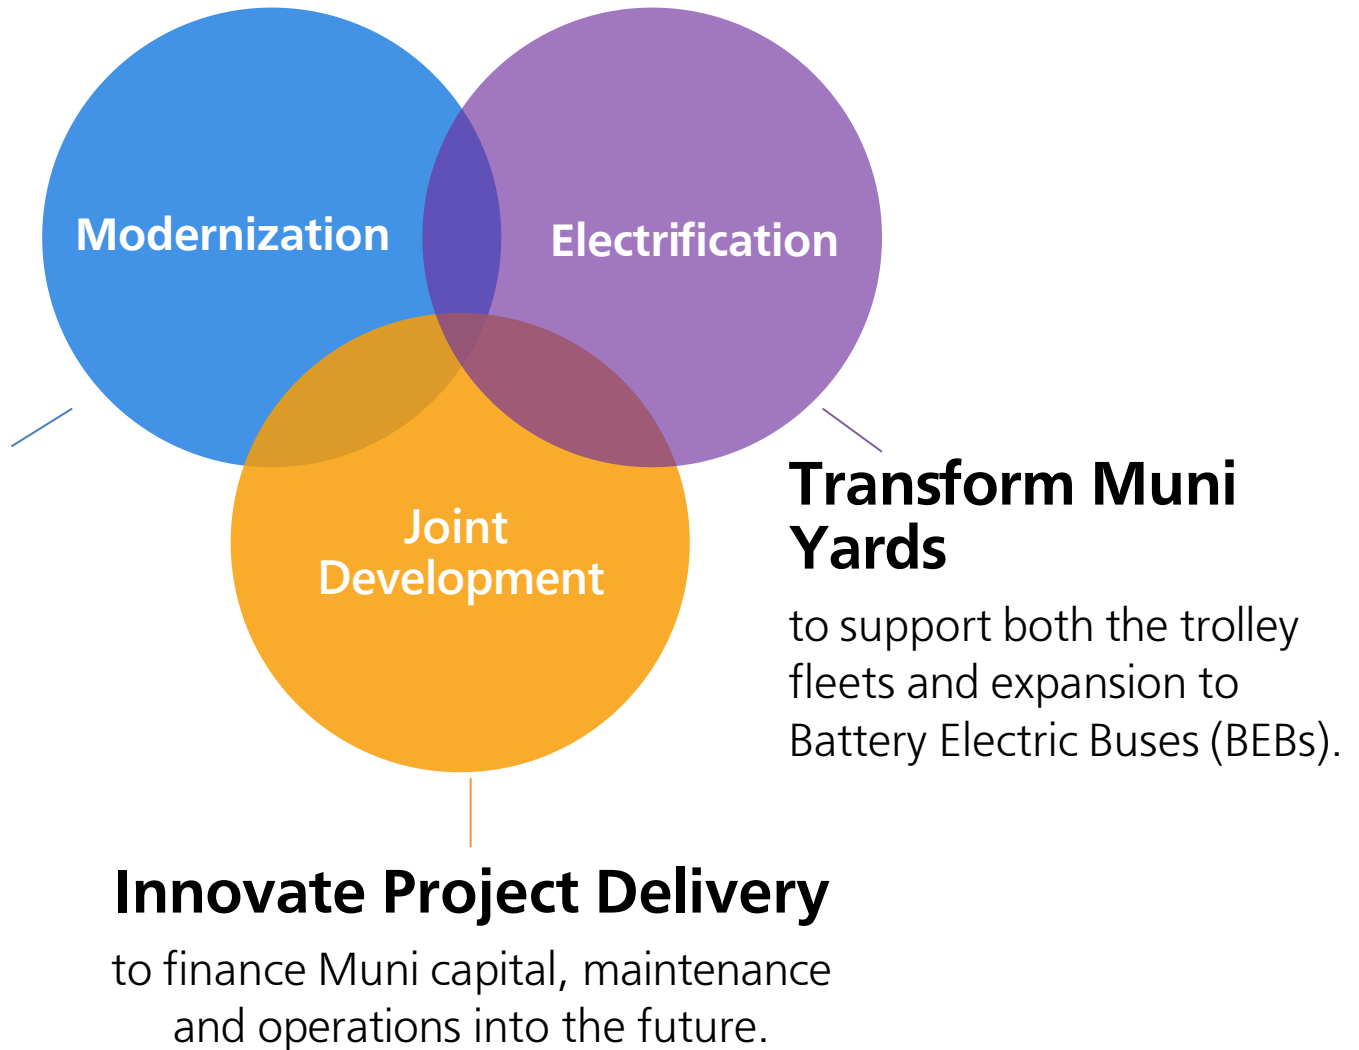 Modernization
Electrification
Joint
Development
Transform Muni
Yards
to support both the trolley
fleets and expansion to
Battery Electric Buses (BEBs).
Innovate Project Delivery
to finance Muni capital, maintenance
and operations into the future.